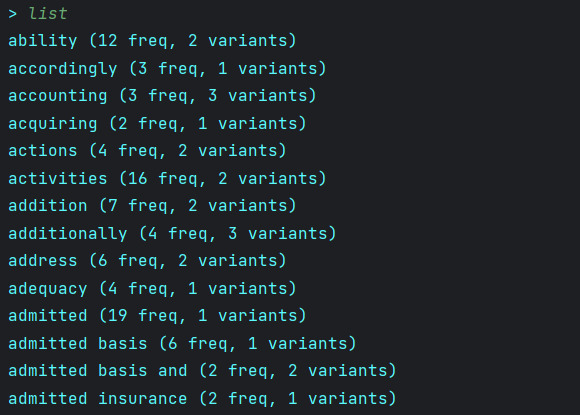 > list
ability (12 freq, 2 variants)
accordingly (3 freq, 1 variants)
accounting (3 freq, 3 variants)
acquiring (2 freq, 1 variants)
actions (4 freq, 2 variants)
activities (16 freq, 2 variants)
addition (7 freq, 2 variants)
additionally (4 freq, 3 variants)
address (6 freq, 2 variants)
adequacy (4 freq, 1 variants)
admitted (19 freq, 1 variants)
admitted basis (6 freq, 1 variants)
admitted basis and (2 freq, 2 variants)
admitted insurance (2 freq, 1 variants)